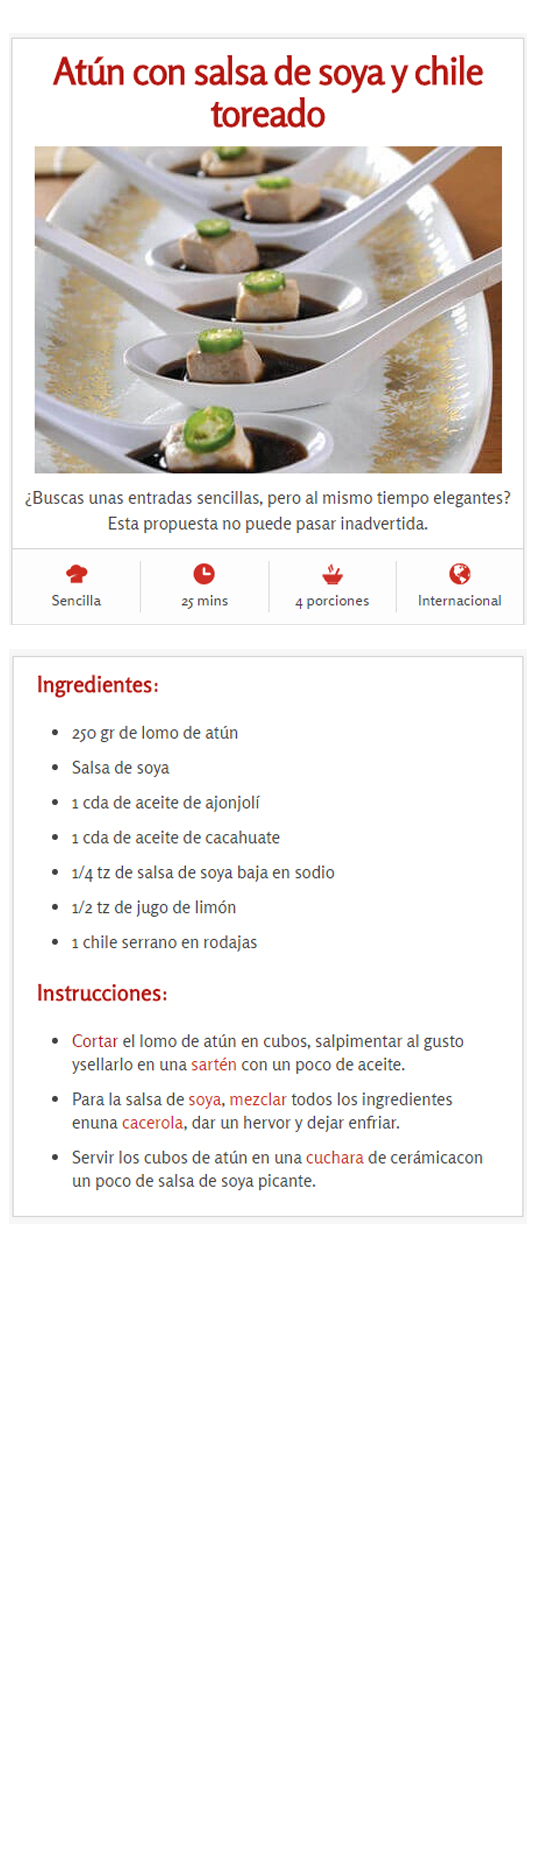 Atún con salsa de soya y chile
toreado
¿Buscas unas entradas sencillas, pero al mismo tiempo elegantes?
Esta propuesta no puede pasar inadvertida.
Sencilla
25 mins
4 porciones
Internacional
Ingredientes:
• 250 gr de lomo de atún
• Salsa de soya
• 1 cda de aceite de ajonjolí
• 1 cda de aceite de cacahuate
• 1/4 tz de salsa de soya baja en sodio
• 1/2 tz de jugo de limón
• 1 chile serrano en rodajas
Instrucciones:
• Cortar el lomo de atún en cubos, salpimentar al gusto
ysellarlo en una sartén con un poco de aceite.
• Para la salsa de soya, mezclar todos los ingredientes
enuna cacerola, dar un hervor y dejar enfriar.
• Servir los cubos de atún en una cuchara de cerámicacon
un poco de salsa de soya picante.